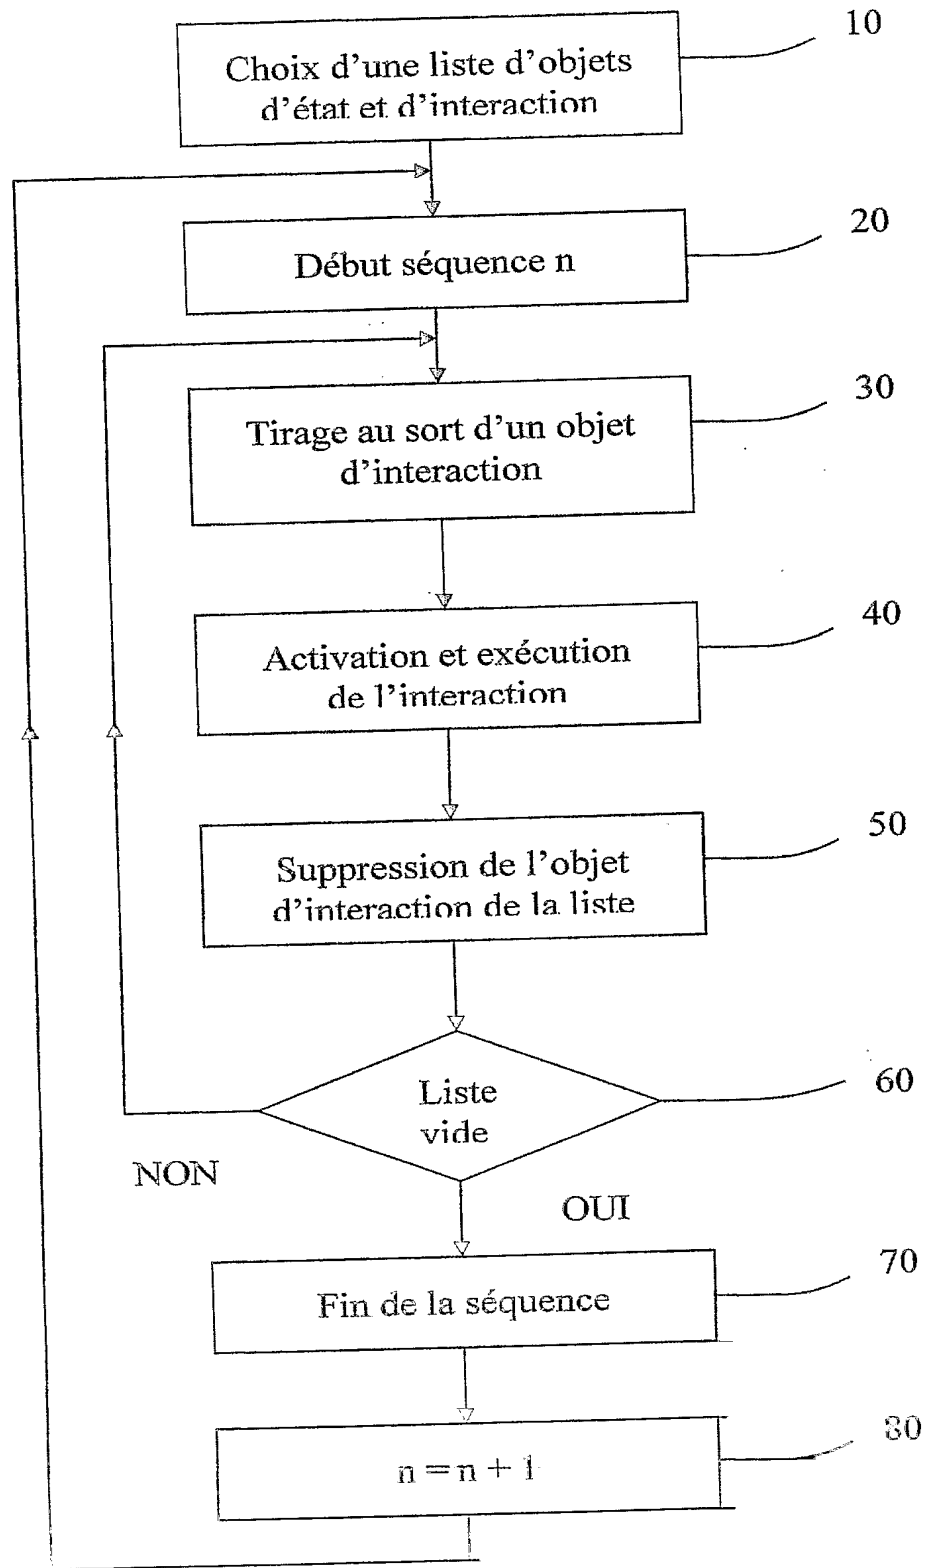 10
Choix d'une liste d'objets
d'état et d'interaction
20
Début séquence n
30
Tirage au sort d'un objet
d'interaction
40
Activation et exécution
de l'interaction
50
Suppression de l'objet
d'interaction de la liste
60
Liste
vide
NON
OUI
70
Fin de la séquence
80
n = n + 1